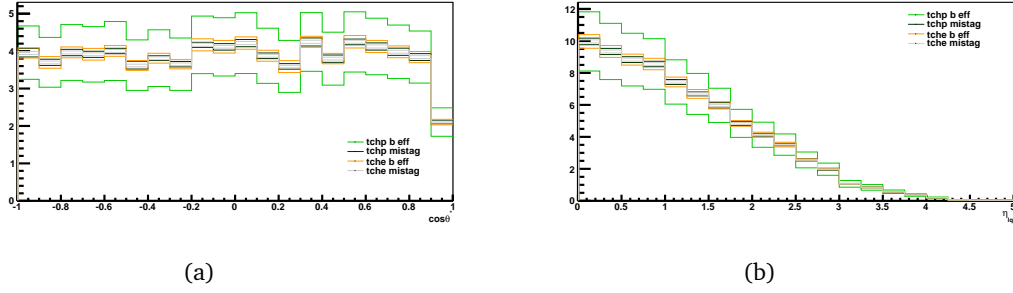 5
4
3
2
1
0
tchp b eff
tchp mistag
tche b eff
tche mistag
-1 -0.8 -0.6 -0.4 -0.2 0 0.2 0.4 0.6 0.8 1
cosθ*
(a)
12
10
8
6
4
2
0
tchp b eff
tchp mistag
tche b eff
tche mistag
0 0.5 1 1.5 2 2.5 3 3.5 4 4.5 5
η lq
(b)